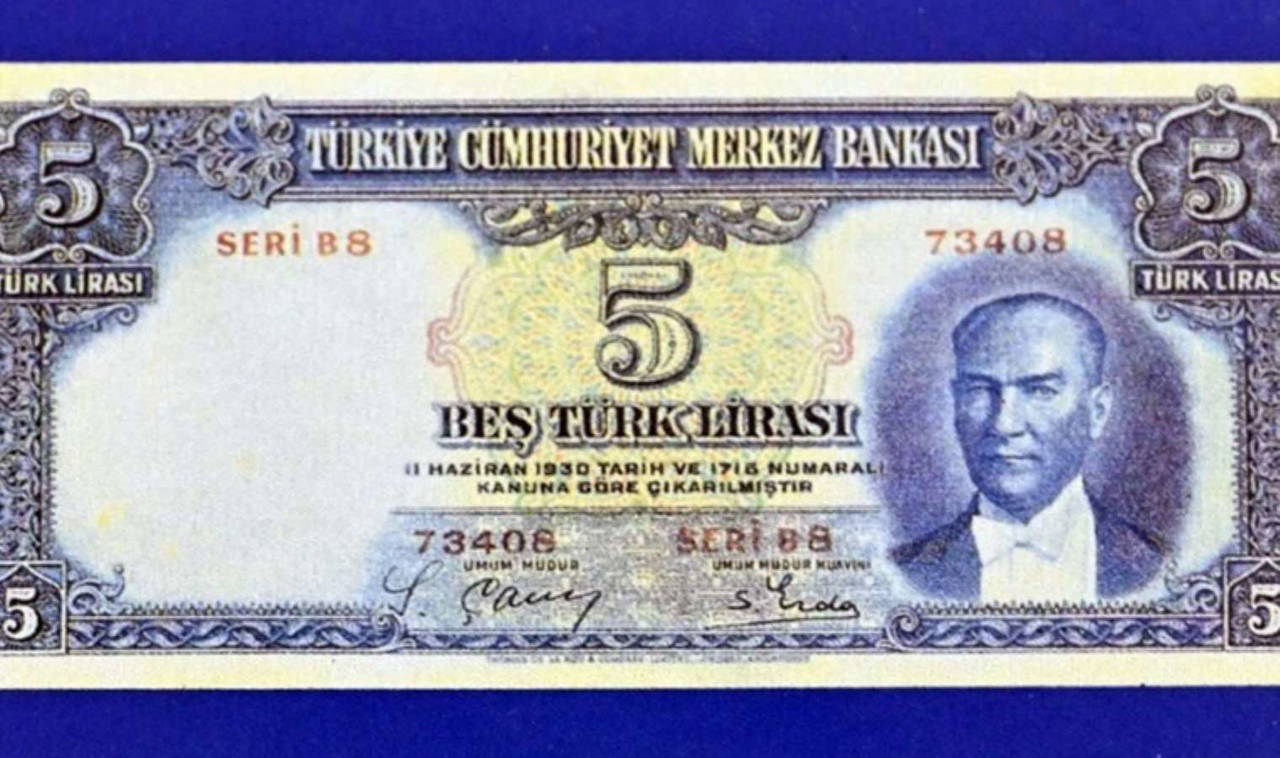 5 TÜRKİYE CÜMHURİYET MERKEZ BANKASI 5
SERİ B8 73408
TÜRK LİRASI TÜRK LİRAS
5
BEŞ TÜRK LİRASI
11 HAZİRAN 1930 TARİH VE 1715 NUMARALI
KANUNA GÖRE ÇIKARILMIŞTIR
73408 SERİ B8
UMUM MÜDÜR UMUM MÜDÜR MUAVİNİ
5 5